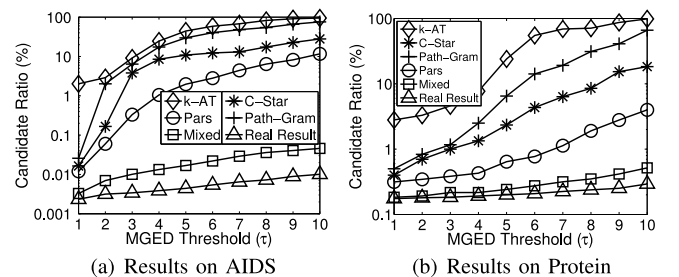 Candidate Ratio (%)
100
10
1
0.1
0.01
0.001
k-AT
C-Star
Pars
Path-Gram
Mixed
Real Result
1 2 3 4 5 6 7 8 9 10
MGED Threshold (τ)
(a) Results on AIDS
Candidate Ratio (%)
100
10
1
0.1
k-AT
C-Star
Path-Gram
Pars
Mixed
Real Result
1 2 3 4 5 6 7 8 9 10
MGED Threshold (τ)
(b) Results on Protein